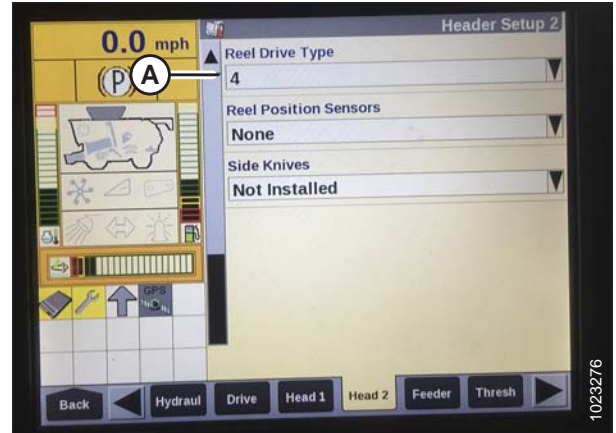 Header Setup 2
0.0 mph
(P)
A
Reel Drive Type
4
Reel Position Sensors
None
Side Knives
Not Installed
GPS
Back
Hydraul
Drive
Head 1
Head 2
Feeder
Thresh
1023276